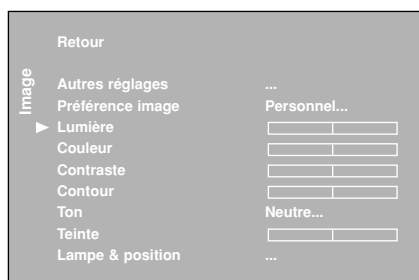 Retour
Image
Autres réglages ...
Préférence image Personnel...
Lumière
Couleur
Contraste
Contour
Ton Neutre...
Teinte
Lampe & position ...